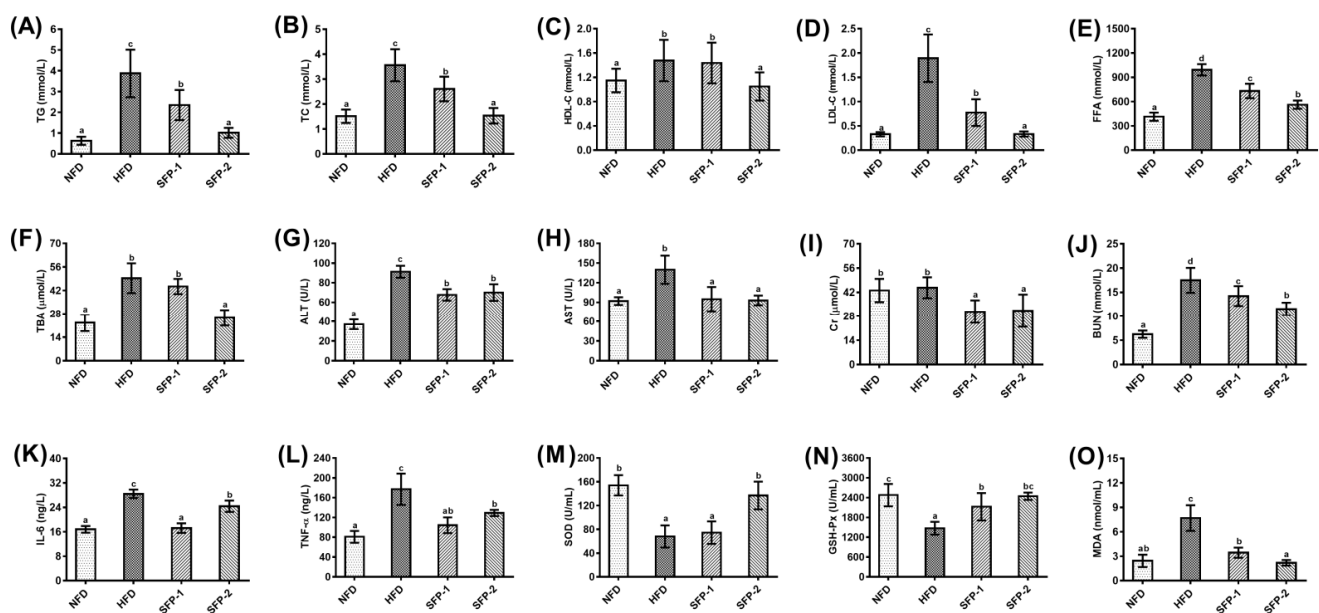 (A)
TG (mmol/L)
6
5
4
3
2
1
0
a
c
b
a
NFD
HFD
SFP-1
SFP-2
(B)
TC (mmol/L)
5
4
3
2
1
0
a
c
b
a
NFD
HFD
SFP-1
SFP-2
(C)
HDL-C (mmol/L)
2.0
1.6
1.2
0.8
0.4
0.0
a
b
b
a
NFD
HFD
SFP-1
SFP-2
(D)
LDL-C (mmol/L)
2.5
2.0
1.5
1.0
0.5
0.0
a
c
b
a
NFD
HFD
SFP-1
SFP-2
(E)
FFA (mmol/L)
1500
1200
900
600
300
0
a
d
c
b
NFD
HFD
SFP-1
SFP-2
(F)
TBA (μmol/L)
70
56
42
28
14
0
a
b
b
a
NFD
HFD
SFP-1
SFP-2
(G)
ALT (U/L)
120
100
80
60
40
20
0
a
c
b
b
NFD
HFD
SFP-1
SFP-2
(H)
AST (U/L)
180
150
120
90
60
30
0
a
b
a
a
NFD
HFD
SFP-1
SFP-2
(I)
Cr (μmol/L)
70
56
42
28
14
0
b
b
a
a
NFD
HFD
SFP-1
SFP-2
(J)
BUN (mmol/L)
25
20
15
10
5
0
a
d
c
b
NFD
HFD
SFP-1
SFP-2
(K)
IL-6 (ng/L)
40
32
24
16
8
0
a
c
a
b
NFD
HFD
SFP-1
SFP-2
(L)
TNF-α (ng/L)
240
200
160
120
80
40
0
a
c
ab
b
NFD
HFD
SFP-1
SFP-2
(M)
SOD (U/mL)
200
160
120
80
40
0
b
a
a
b
NFD
HFD
SFP-1
SFP-2
(N)
GSH-Px (U/mL)
3600
3000
2400
1800
1200
600
0
c
a
b
bc
NFD
HFD
SFP-1
SFP-2
(O)
MDA (nmol/mL)
15
12
9
6
3
0
ab
c
b
a
NFD
HFD
SFP-1
SFP-2